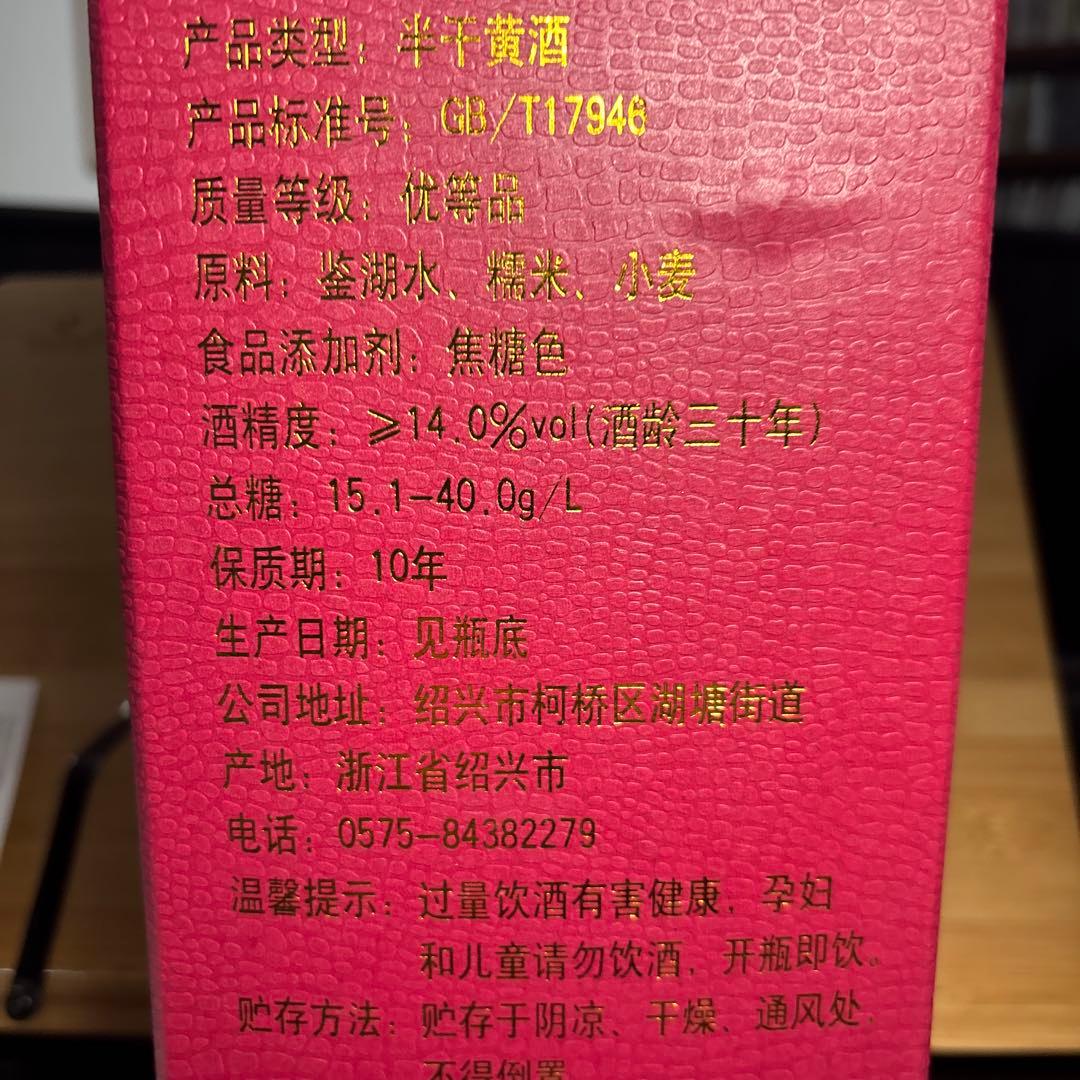 产品类型：半干黄酒
产品标准号：GB/T17946
质量等级：优等品
原料：鉴湖水、糯米、小麦
食品添加剂：焦糖色
酒精度：≥14.0%vol(酒龄三十年)
总糖：15.1-40.0g/L
保质期：10年
生产日期：见瓶底
公司地址：绍兴市柯桥区湖塘街道
产地：浙江省绍兴市
电话：0575-84382279
温馨提示：过量饮酒有害健康，孕妇
和儿童请勿饮酒，开瓶即饮。
贮存方法：贮存于阴凉、干燥、通风处，
不得倒置